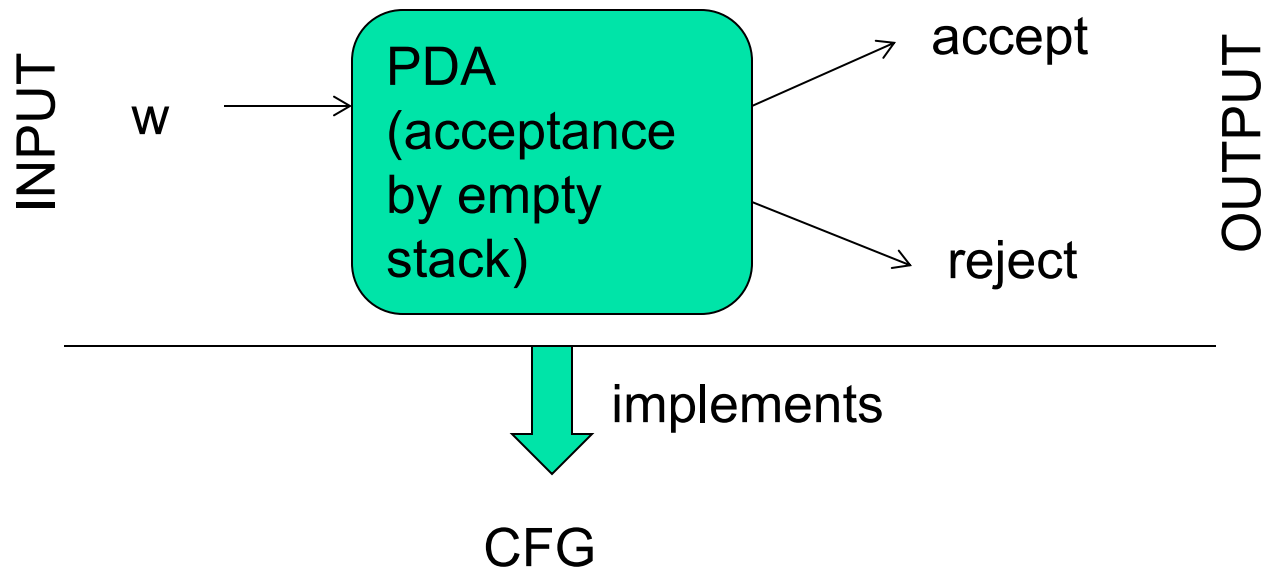 INPUT
w
PDA
(acceptance
by empty
stack)
accept
reject
OUTPUT
implements
CFG